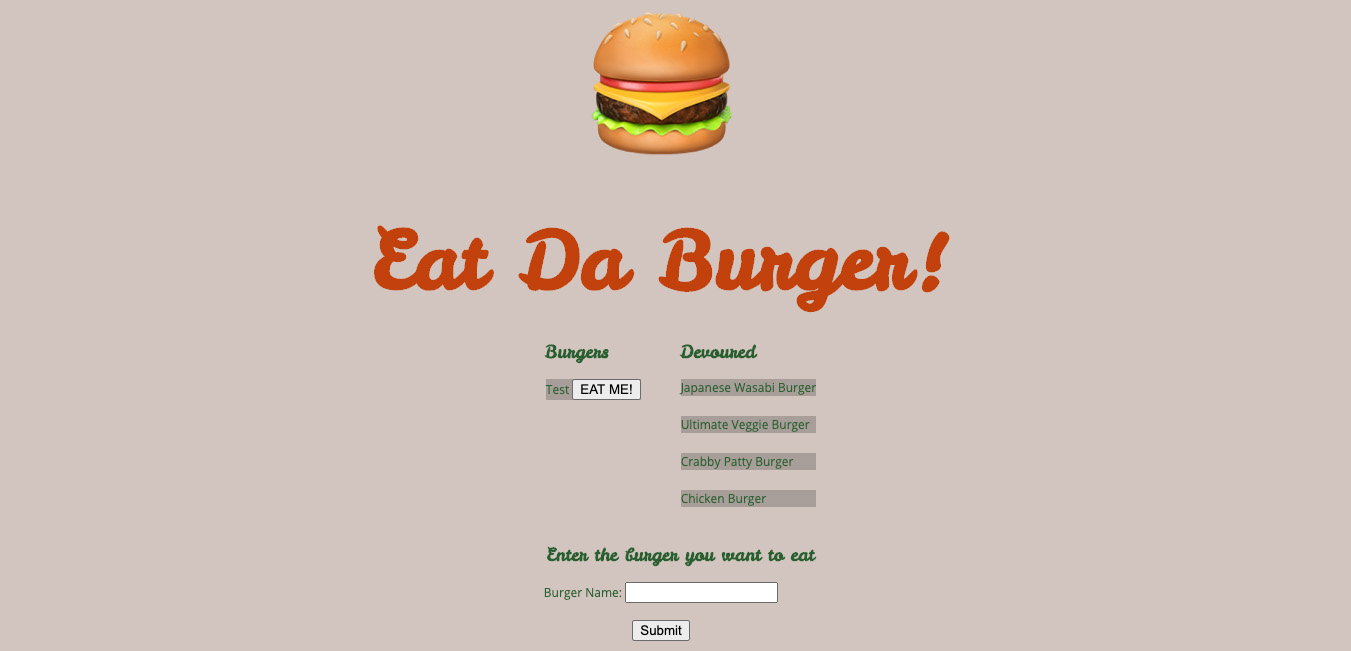 Eat Da Burger!
Burgers
Test EAT ME!
Devoured
Japanese Wasabi Burger
Ultimate Veggie Burger
Crabby Patty Burger
Chicken Burger
Enter the burger you want to eat
Burger Name:
Submit